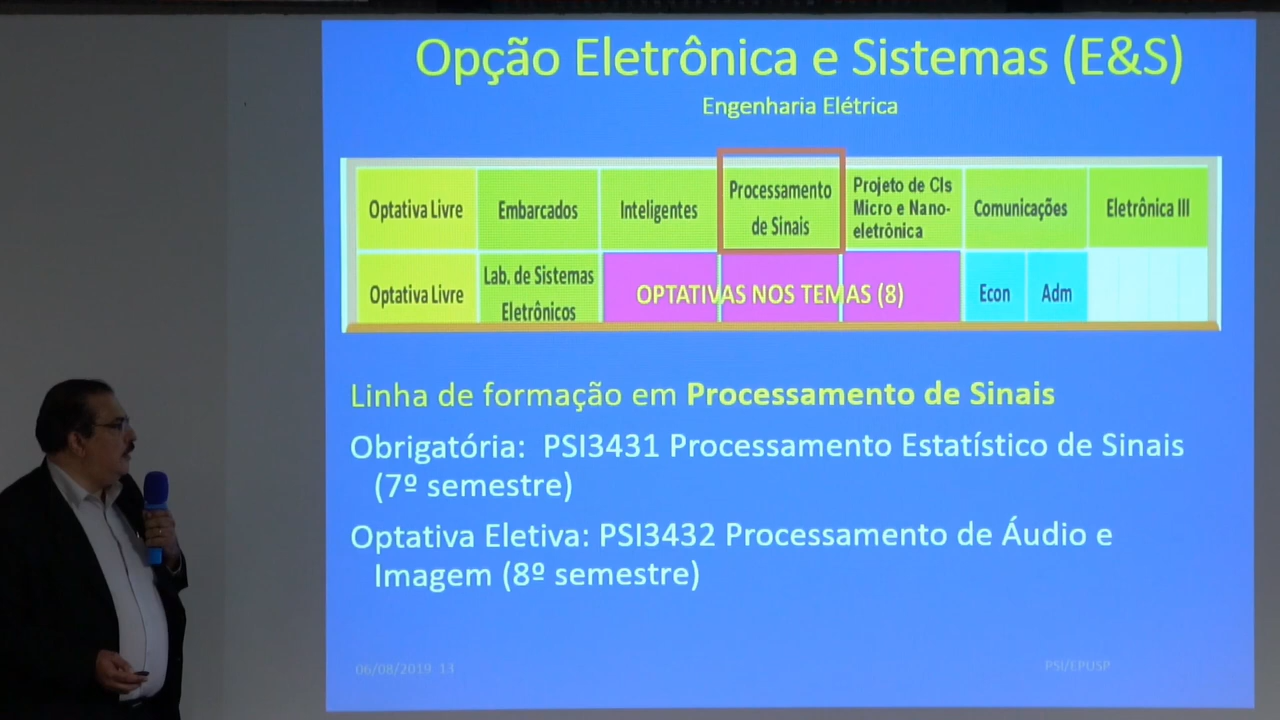 Opção Eletrônica e Sistemas (E&S)
Engenharia Elétrica
Optativa Livre
Embarcados
Inteligentes
Processamento
de Sinais
Projeto de CIs
Micro e Nano-
eletrônica
Comunicações
Eletrônica III
Optativa Livre
Lab. de Sistemas
Eletrônicos
OPTATIVAS NOS TEMAS (8)
Econ
Adm
Linha de formação em Processamento de Sinais
Obrigatória: PSI3431 Processamento Estatístico de Sinais
(7º semestre)
Optativa Eletiva: PSI3432 Processamento de Áudio e
Imagem (8º semestre)
06/08/2019 13
PSI/EPUSP